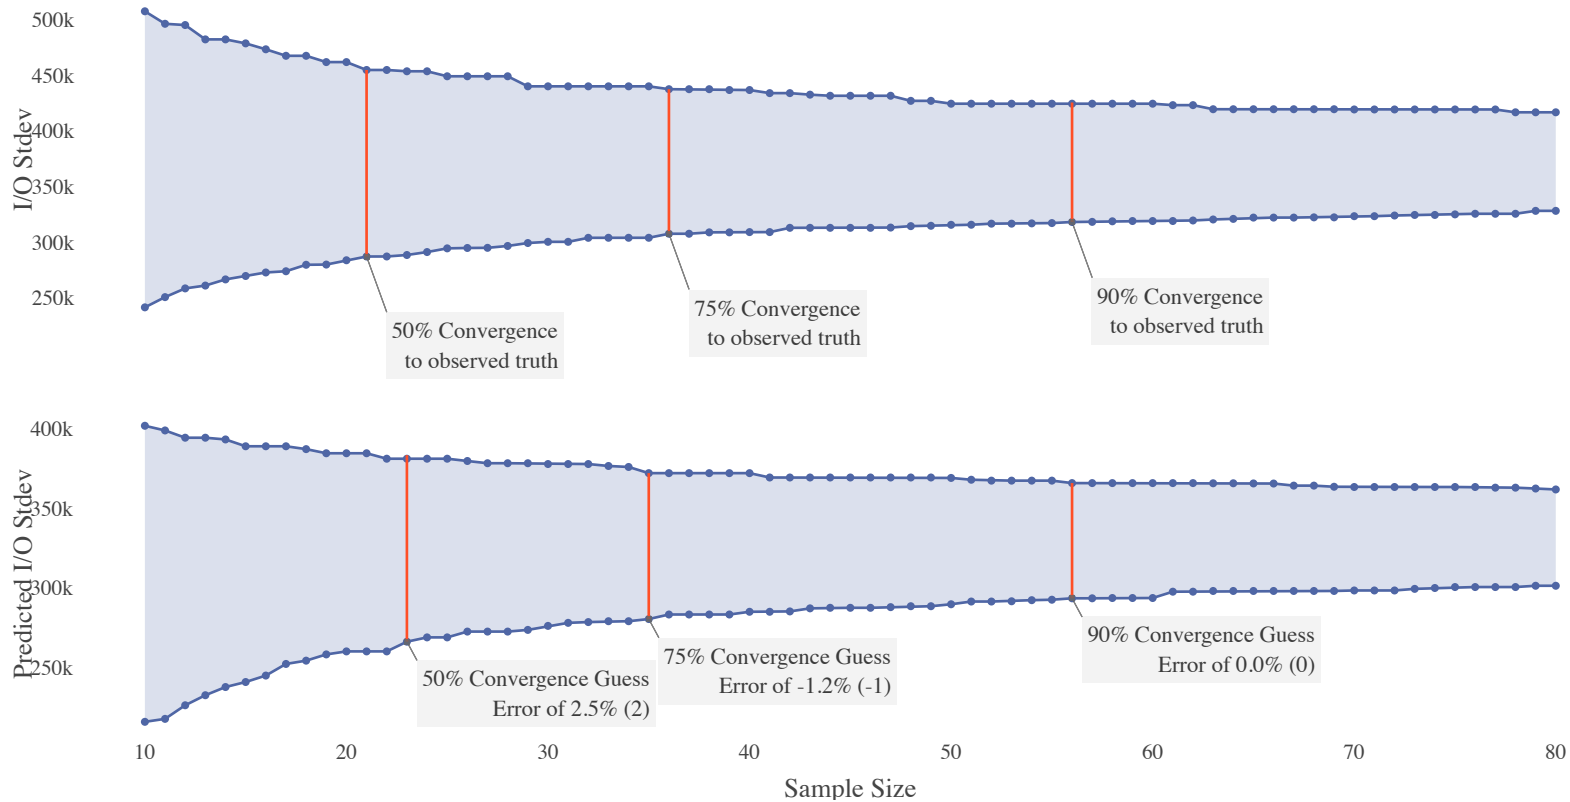 500k
450k
400k
350k
300k
250k
I/O Stdev
50% Convergence
to observed truth
75% Convergence
to observed truth
90% Convergence
to observed truth
400k
350k
300k
250k
Predicted I/O Stdev
50% Convergence Guess
Error of 2.5% (2)
75% Convergence Guess
Error of -1.2% (-1)
90% Convergence Guess
Error of 0.0% (0)
10 20 30 40 50 60 70 80
Sample Size